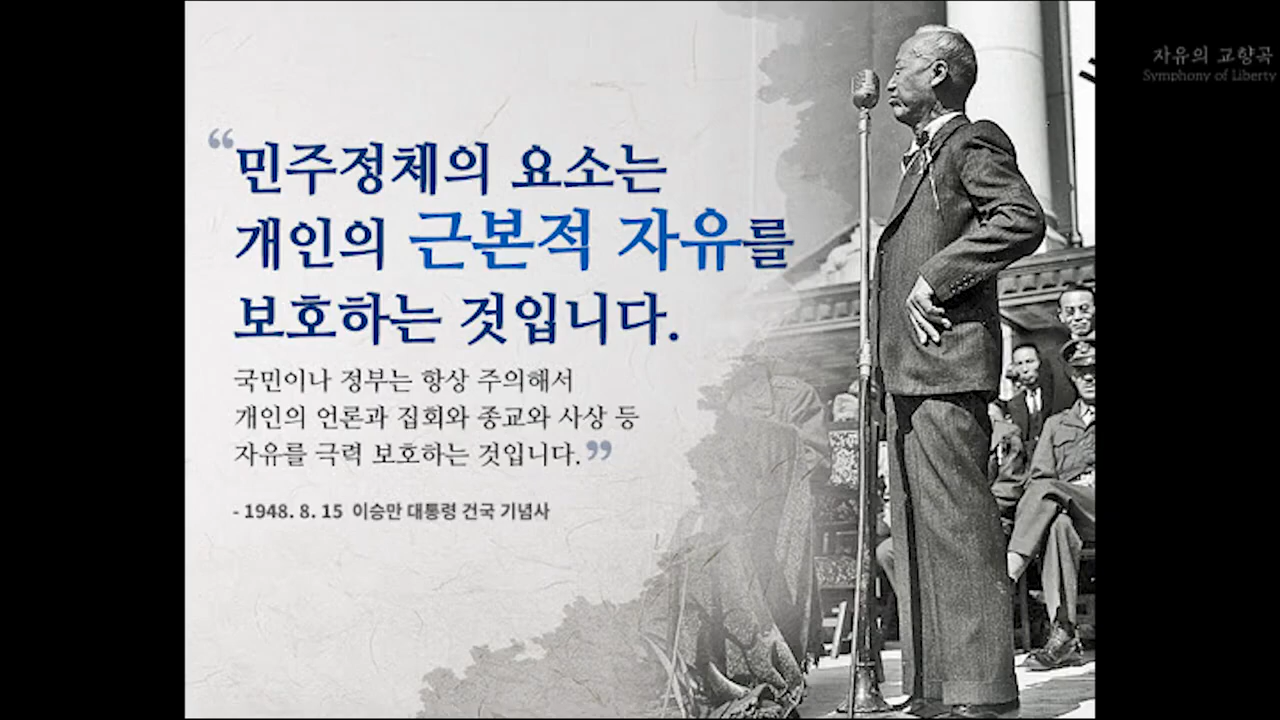 자유의 교향곡
Symphony of Liberty
“민주정체의 요소는
개인의 근본적 자유를
보호하는 것입니다.
국민이나 정부는 항상 주의해서
개인의 언론과 집회와 종교와 사상 등
자유를 극력 보호하는 것입니다.”
- 1948. 8. 15 이승만 대통령 건국 기념사